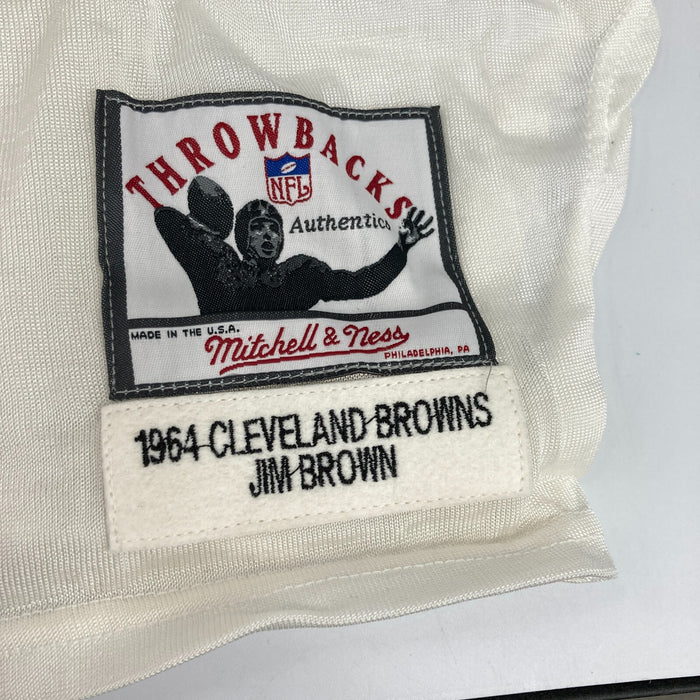 THROWBACKS
NFL
Authentics
MADE IN THE U.S.A.
Mitchell & Ness
PHILADELPHIA, PA
1964 CLEVELAND BROWNS
JIM BROWN